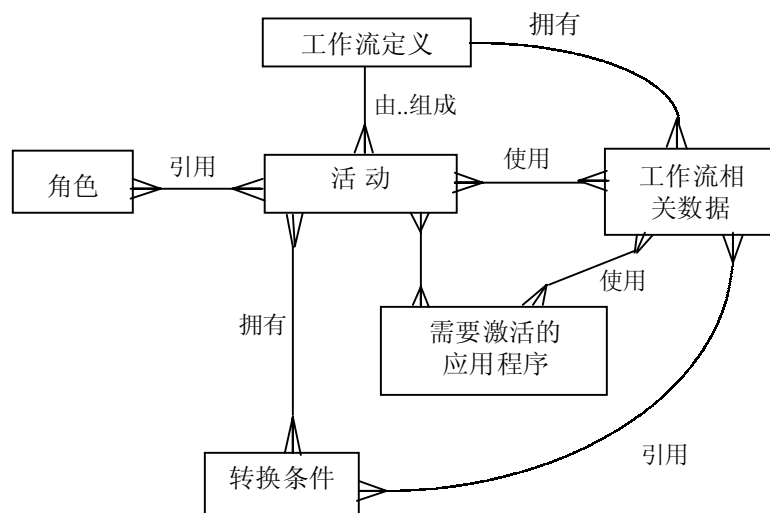 工作流定义
拥有
由..组成
角色
引用
活 动
使用
工作流相
关数据
使用
拥有
需要激活的
应用程序
转换条件
引用